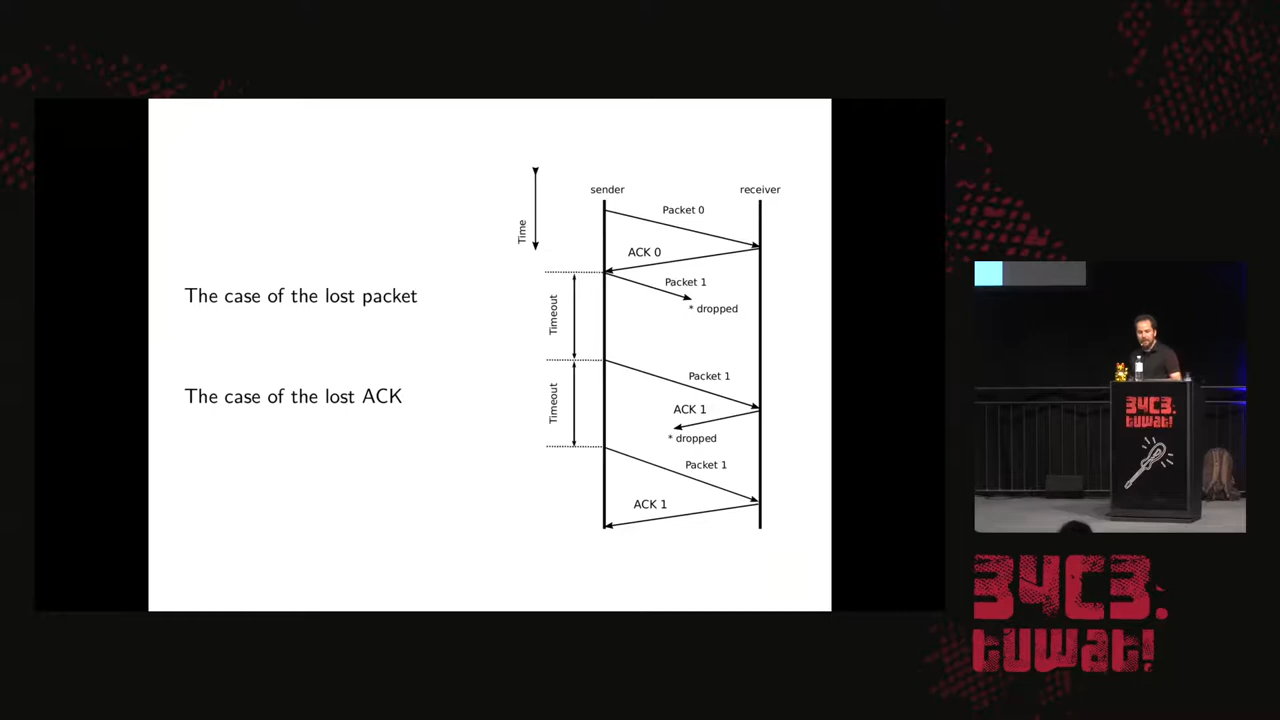 The case of the lost packet
The case of the lost ACK
Time
sender
receiver
Packet 0
ACK 0
Packet 1
* dropped
Timeout
Packet 1
ACK 1
* dropped
Timeout
Packet 1
ACK 1
34C3.
tuwat!
34C3.
tuwat!